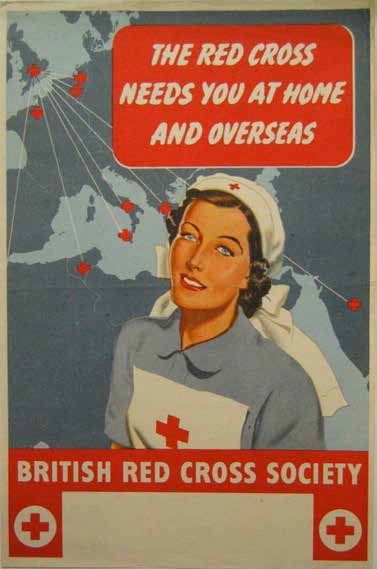 THE RED CROSS
NEEDS YOU AT HOME
AND OVERSEAS
BRITISH RED CROSS SOCIETY